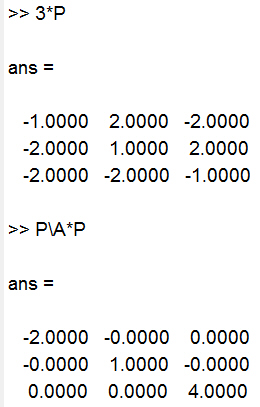 >> 3*P
ans =
-1.0000 2.0000 -2.0000
-2.0000 1.0000 2.0000
-2.0000 -2.0000 -1.0000
>> P\A*P
ans =
-2.0000 -0.0000 0.0000
-0.0000 1.0000 -0.0000
0.0000 0.0000 4.0000